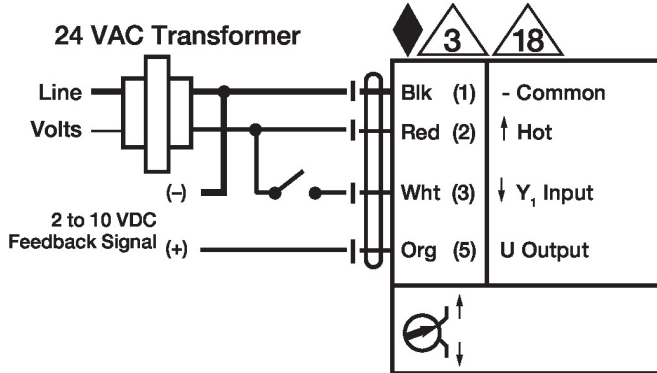 24 VAC Transformer
3 18
Line
Volts
(–)
2 to 10 VDC
Feedback Signal (+)
Blk (1) - Common
Red (2) Hot
Wht (3) Y1 Input
Org (5) U Output